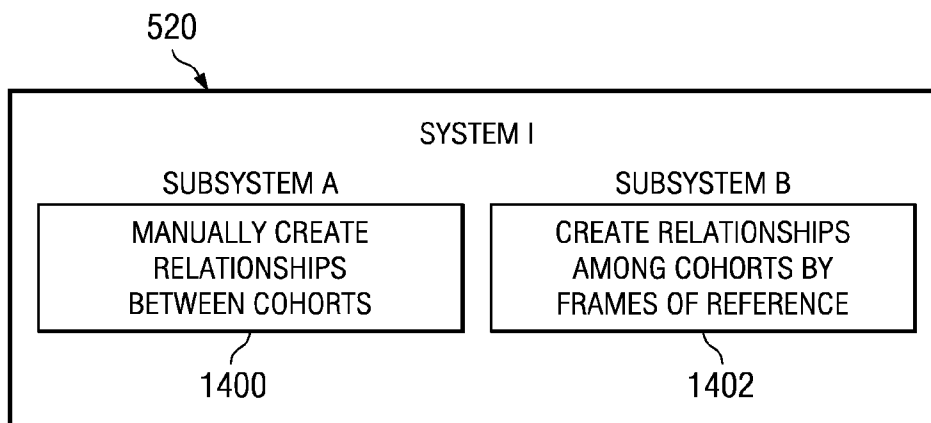 520
SYSTEM I
SUBSYSTEM A
MANUALLY CREATE
RELATIONSHIPS
BETWEEN COHORTS
1400
SUBSYSTEM B
CREATE RELATIONSHIPS
AMONG COHORTS BY
FRAMES OF REFERENCE
1402